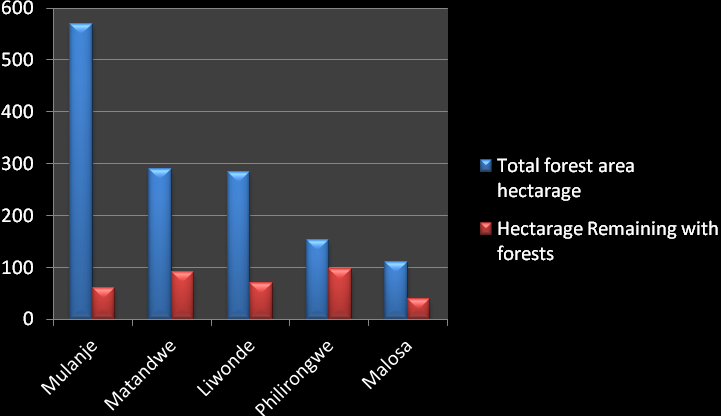 600
500
400
300
200
100
0
Mulanje
Matandwe
Liwonde
Philirongwe
Malosa
Total forest area
hectarage
Hectarage Remaining with
forests